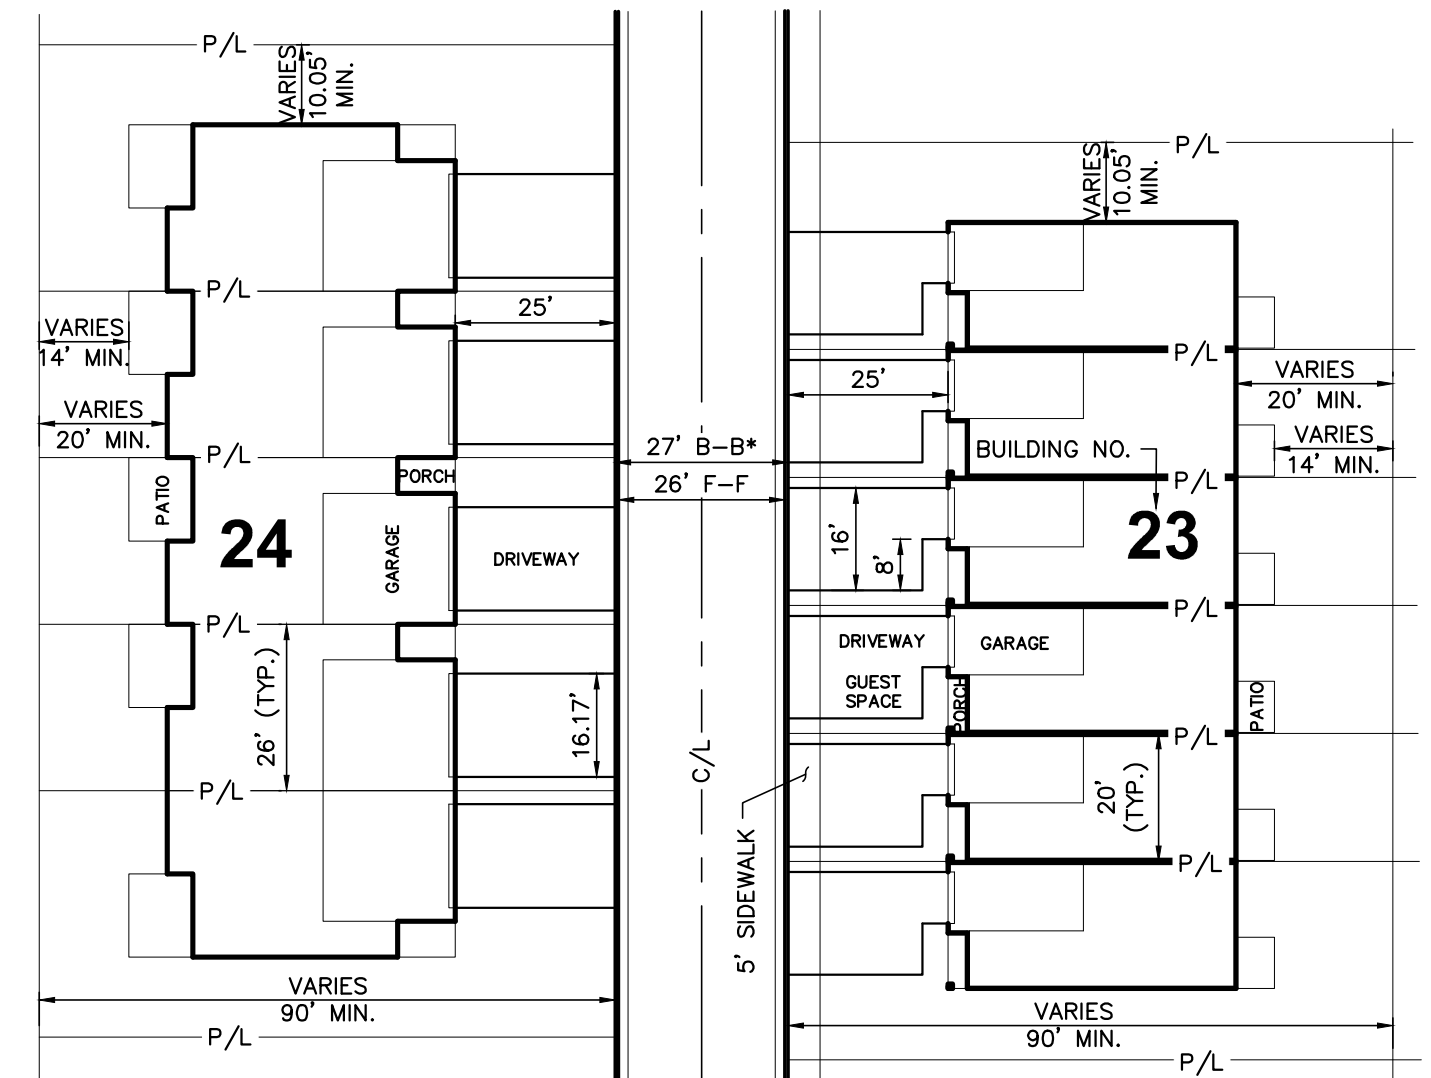 P/L
VARIES
10.05'
MIN.
P/L
VARIES
10.05'
MIN.
P/L
25'
VARIES
14' MIN.
P/L
25'
VARIES
20' MIN.
VARIES
20' MIN.
27' B-B*
26' F-F
BUILDING NO.
VARIES
14' MIN.
P/L
PORCH
PATIO
24
GARAGE
DRIVEWAY
16'
8'
P/L
23
P/L
P/L
DRIVEWAY
GARAGE
GUEST
SPACE
PORCH
PATIO
26' (TYP.)
16.17'
C/L
P/L
P/L
20'
(TYP.)
5' SIDEWALK
P/L
VARIES
90' MIN.
VARIES
90' MIN.
P/L
P/L